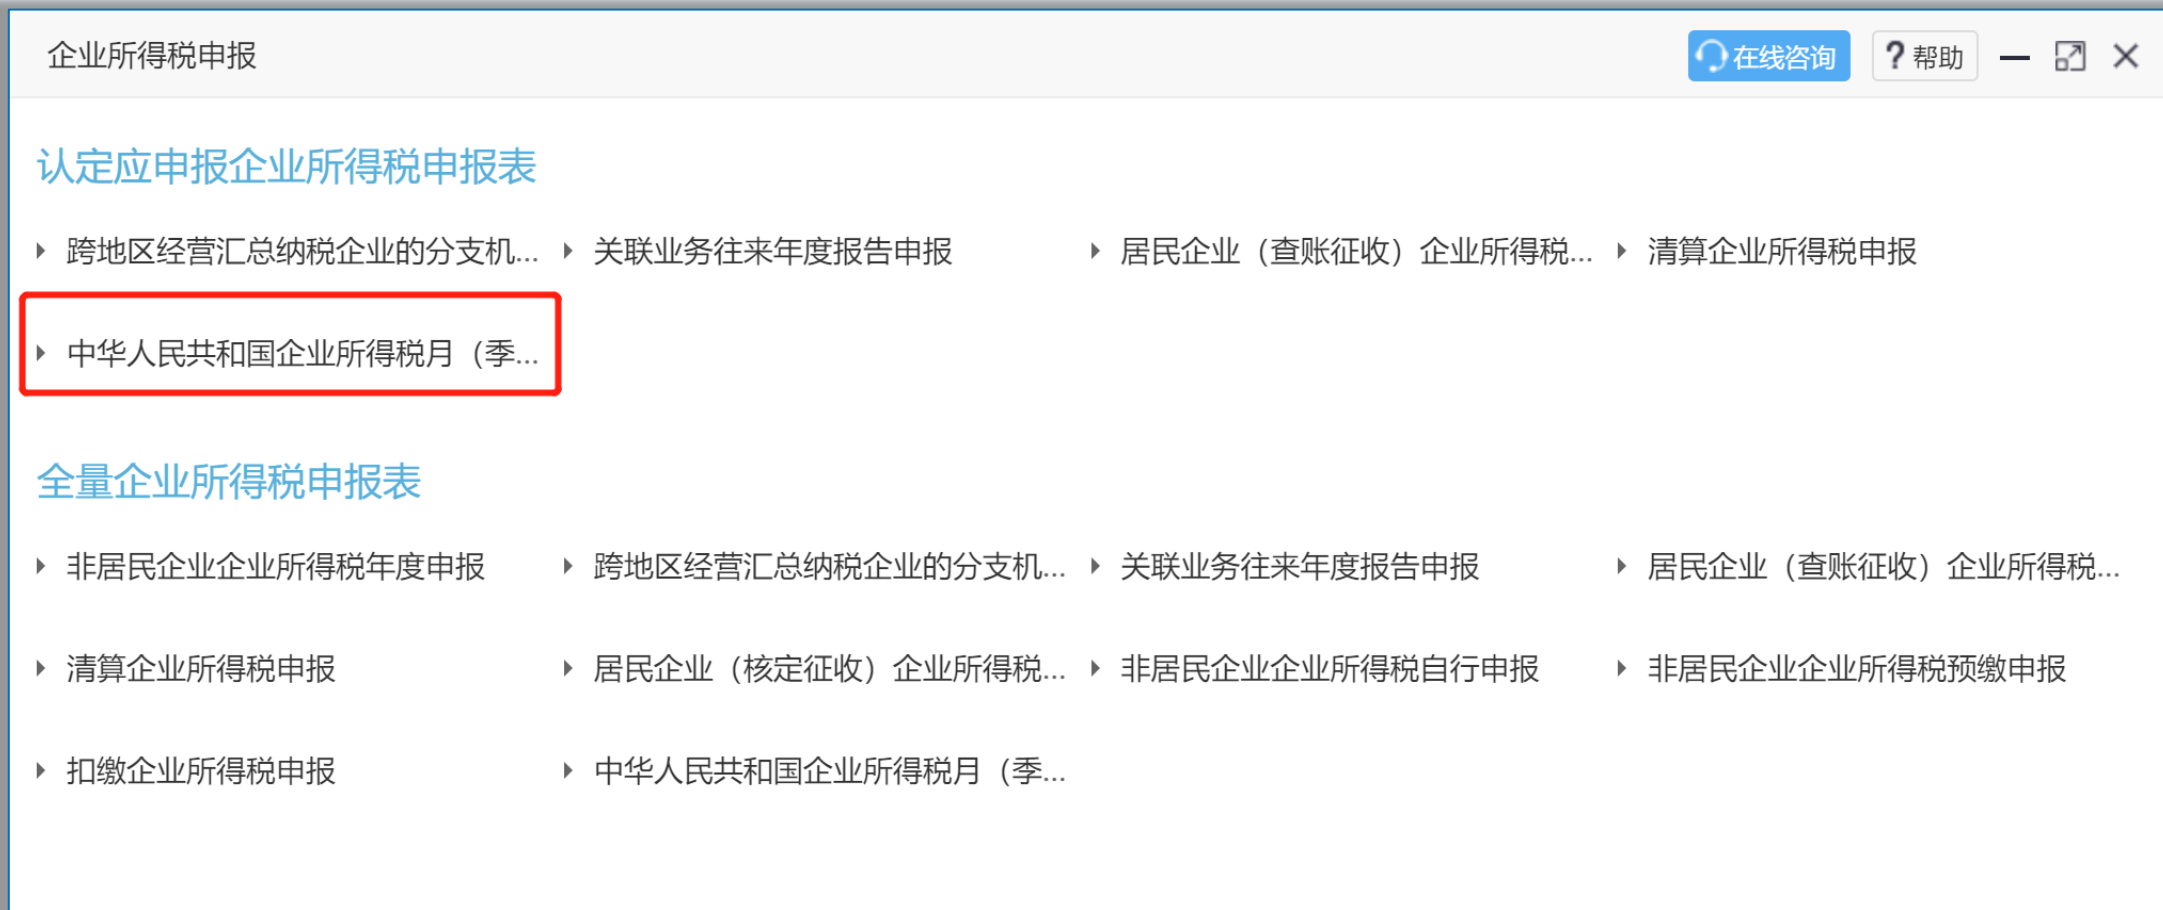 企业所得税申报 在线咨询 ? 帮助
认定应申报企业所得税申报表
跨地区经营汇总纳税企业的分支机... 关联业务往来年度报告申报 居民企业（查账征收）企业所得税... 清算企业所得税申报
中华人民共和国企业所得税月（季...
全量企业所得税申报表
非居民企业企业所得税年度申报 跨地区经营汇总纳税企业的分支机... 关联业务往来年度报告申报 居民企业（查账征收）企业所得税...
清算企业所得税申报 居民企业（核定征收）企业所得税... 非居民企业企业所得税自行申报 非居民企业企业所得税预缴申报
扣缴企业所得税申报 中华人民共和国企业所得税月（季...